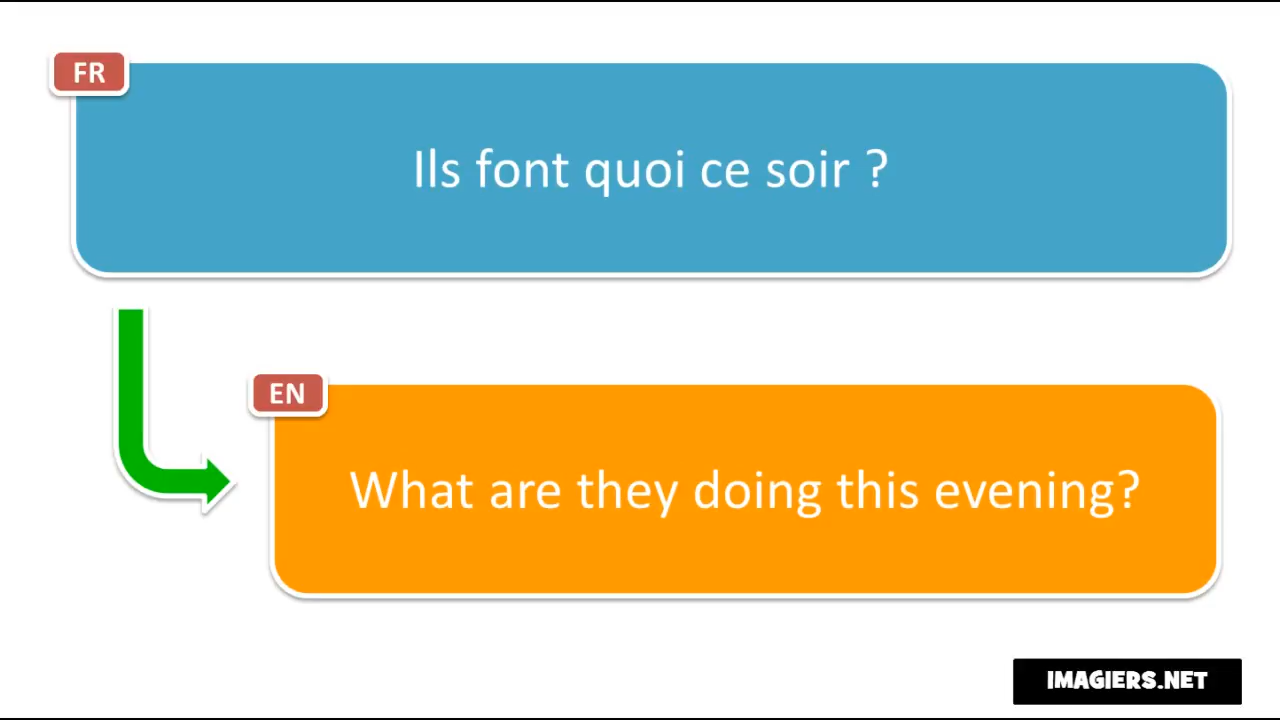 FR
Ils font quoi ce soir ?
EN
What are they doing this evening?
IMAGIERS.NET